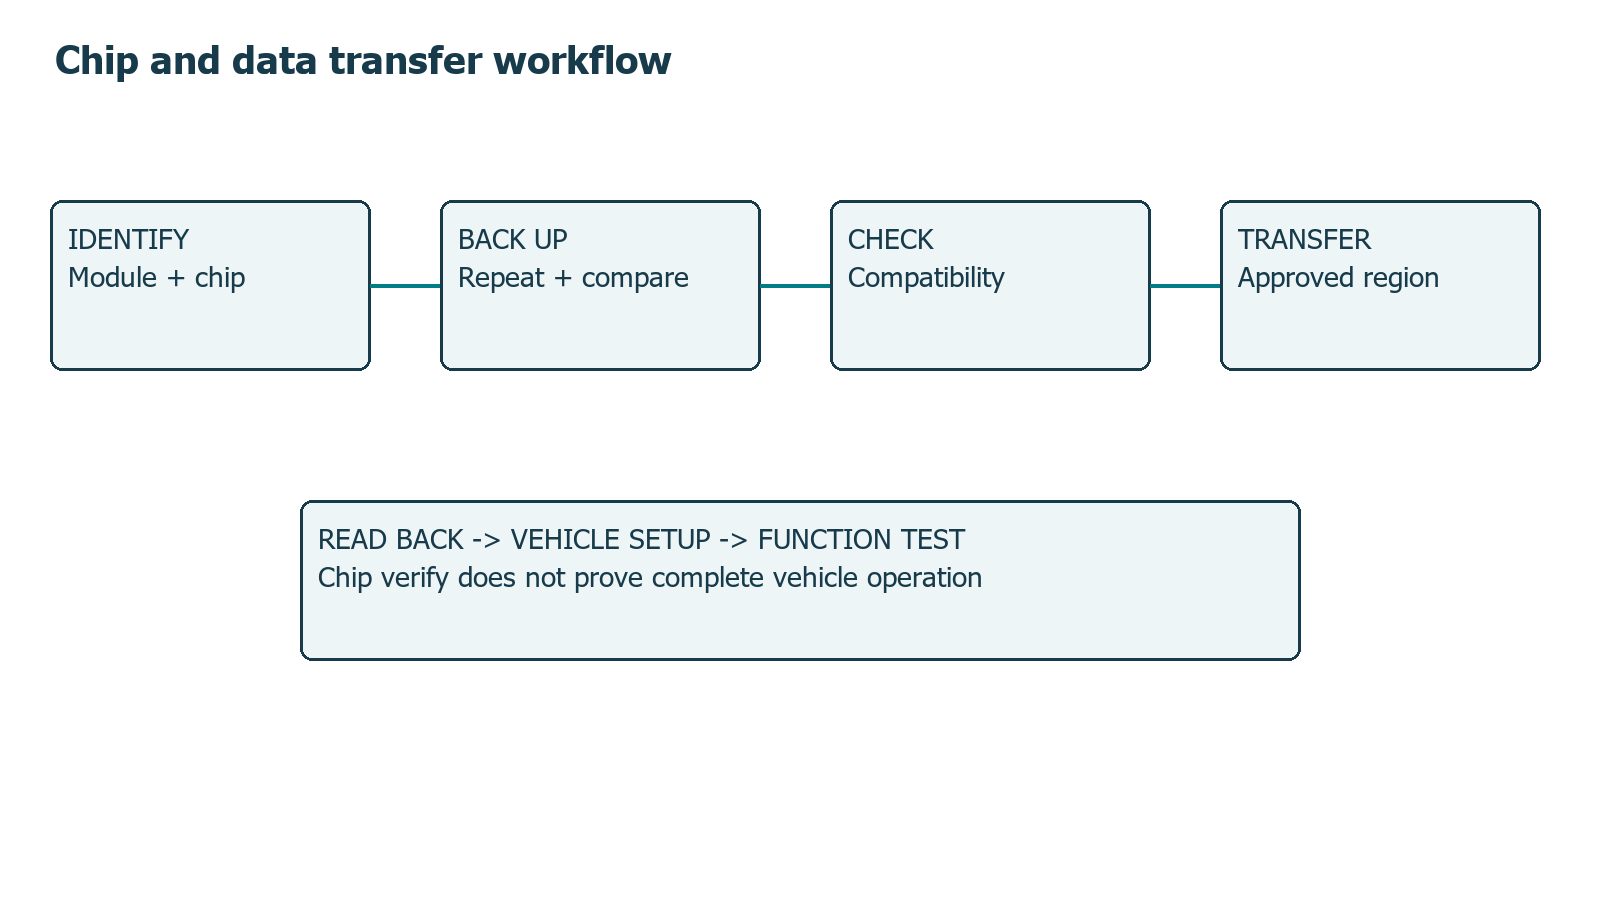 Chip and data transfer workflow
IDENTIFY
Module + chip
BACK UP
Repeat + compare
CHECK
Compatibility
TRANSFER
Approved region
READ BACK -> VEHICLE SETUP -> FUNCTION TEST
Chip verify does not prove complete vehicle operation